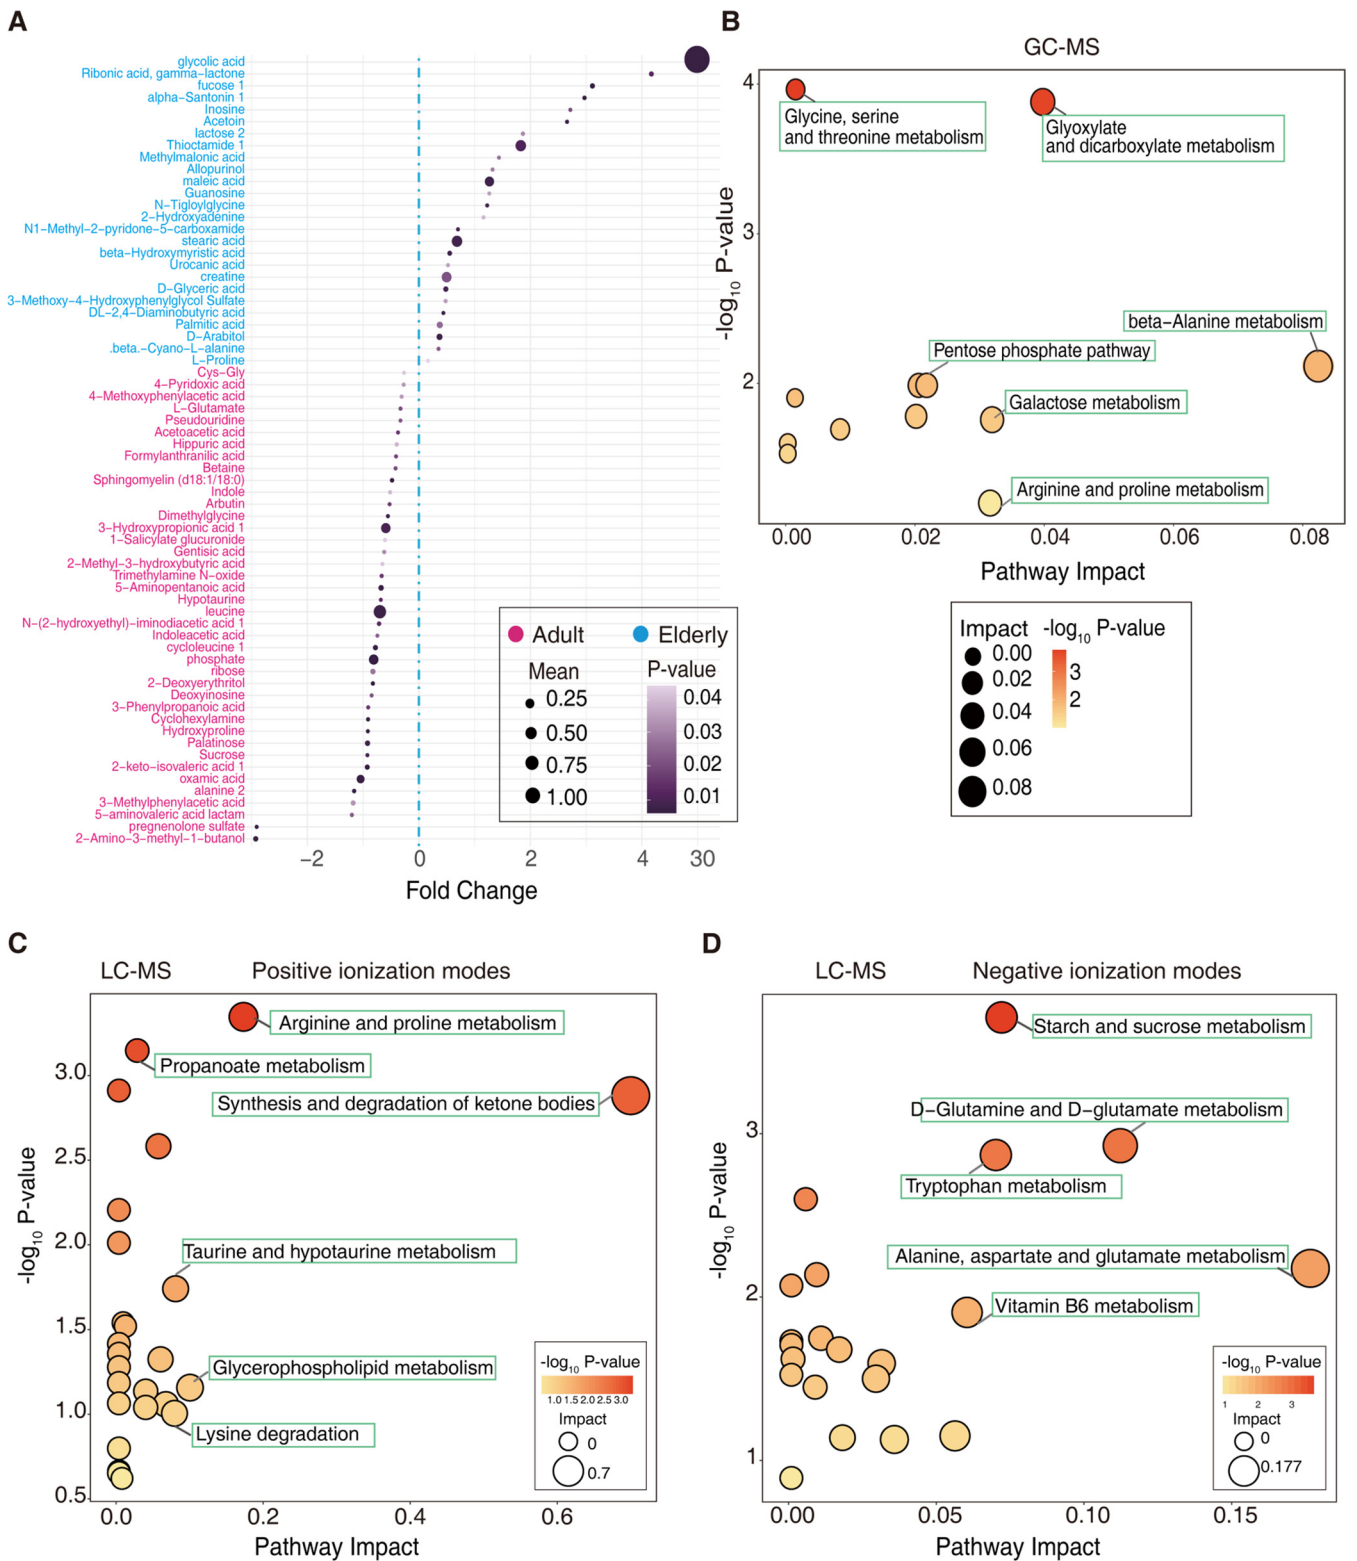 A
glycolic acid
Ribonic acid, gamma−lactone
fucose 1
alpha−Santonin 1
Inosine
Acetoin
lactose 2
Thioctamide 1
Methylmalonic acid
Allopurinol
maleic acid
Guanosine
N−Tigloylglycine
2−Hydroxyadenine
N1−Methyl−2−pyridone−5−carboxamide
stearic acid
beta−Hydroxymyristic acid
Urocanic acid
creatine
D−Glyceric acid
3−Methoxy−4−Hydroxyphenylglycol Sulfate
DL−2,4−Diaminobutyric acid
Palmitic acid
D−Arabitol
.beta.−Cyano−L−alanine
L−Proline
Cys−Gly
4−Pyridoxic acid
4−Methoxyphenylacetic acid
L−Glutamate
Pseudouridine
Acetoacetic acid
Hippuric acid
Formylanthranilic acid
Betaine
Sphingomyelin (d18:1/18:0)
Indole
Arbutin
Dimethylglycine
3−Hydroxypropionic acid 1
1−Salicylate glucuronide
Gentisic acid
2−Methyl−3−hydroxybutyric acid
Trimethylamine N−oxide
5−Aminopentanoic acid
Hypotaurine
leucine
N−(2−hydroxyethyl)−iminodiacetic acid 1
Indoleacetic acid
cycloleucine 1
phosphate
ribose
2−Deoxyerythritol
Deoxyinosine
3−Phenylpropanoic acid
Cyclohexylamine
Hydroxyproline
Palatinose
Sucrose
2−keto−isovaleric acid 1
oxamic acid
alanine 2
3−Methylphenylacetic acid
5−aminovaleric acid lactam
pregnenolone sulfate
2−Amino−3−methyl−1−butanol
−2 0 2 4 30
Fold Change
Adult Elderly
Mean P-value
0.25 0.04
0.50 0.03
0.75 0.02
1.00 0.01
B
GC-MS
4
3
2
-log10 P-value
Glycine, serine
and threonine metabolism
Glyoxylate
and dicarboxylate metabolism
beta−Alanine metabolism
Pentose phosphate pathway
Galactose metabolism
Arginine and proline metabolism
0.00 0.02 0.04 0.06 0.08
Pathway Impact
Impact -log10 P-value
0.00
0.02
0.04
0.06
0.08
3
2
C
LC-MS Positive ionization modes
3.0
2.5
2.0
1.5
1.0
0.5
-log10 P-value
Arginine and proline metabolism
Propanoate metabolism
Synthesis and degradation of ketone bodies
Taurine and hypotaurine metabolism
Glycerophospholipid metabolism
Lysine degradation
-log10 P-value
1.0 1.5 2.0 2.5 3.0
Impact
0
0.7
0.0 0.2 0.4 0.6
Pathway Impact
D
LC-MS Negative ionization modes
3
2
1
-log10 P-value
Starch and sucrose metabolism
D−Glutamine and D−glutamate metabolism
Tryptophan metabolism
Alanine, aspartate and glutamate metabolism
Vitamin B6 metabolism
-log10 P-value
1 2 3
Impact
0
0.177
0.00 0.05 0.10 0.15
Pathway Impact